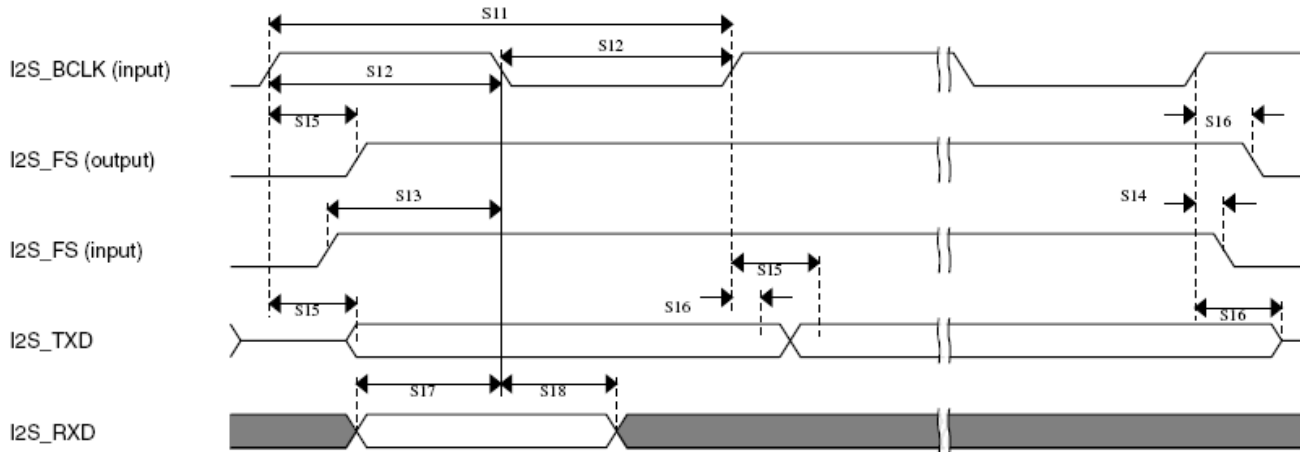 S11
S12
I2S_BCLK (input)
S12
S15
S16
I2S_FS (output)
S13
S14
I2S_FS (input)
S15
S15
S16
S16
I2S_TXD
S17
S18
I2S_RXD